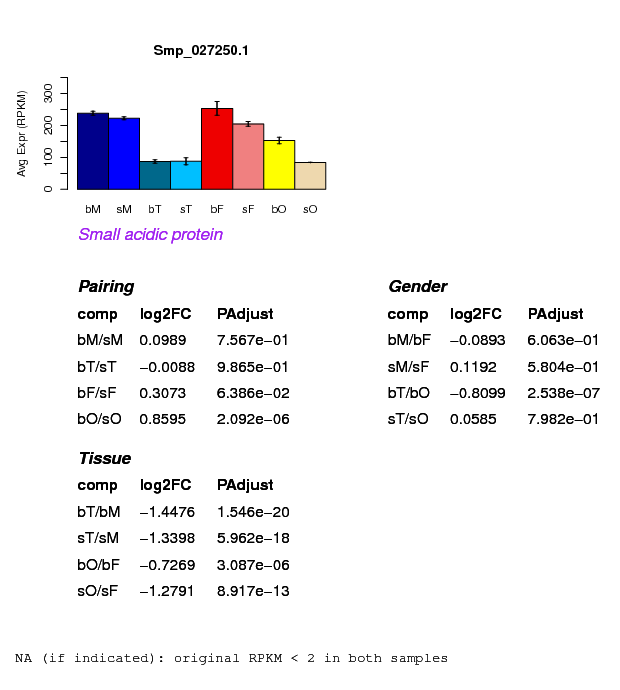 Smp_027250.1
Avg Expr (RPKM)
0 100 200 300
bM sM bT sT bF sF bO sO
Small acidic protein
Pairing
comp log2FC PAdjust
bM/sM 0.0989 7.567e−01
bT/sT −0.0088 9.865e−01
bF/sF 0.3073 6.386e−02
bO/sO 0.8595 2.092e−06
Gender
comp log2FC PAdjust
bM/bF −0.0893 6.063e−01
sM/sF 0.1192 5.804e−01
bT/bO −0.8099 2.538e−07
sT/sO 0.0585 7.982e−01
Tissue
comp log2FC PAdjust
bT/bM −1.4476 1.546e−20
sT/sM −1.3398 5.962e−18
bO/bF −0.7269 3.087e−06
sO/sF −1.2791 8.917e−13
NA (if indicated): original RPKM < 2 in both samples